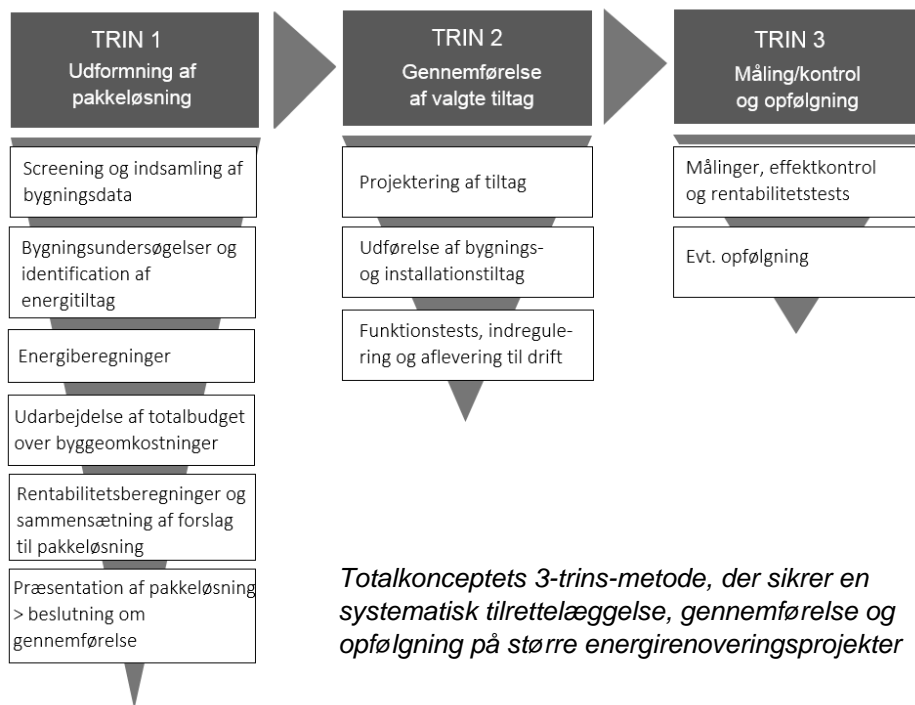 TRIN 1
Udformning af
pakkeløsning
Screening og indsamling af
bygningsdata
Bygningsundersøgelser og
identification af
energitiltag
Energiberegninger
Udarbejdelse af totalbudget
over byggeomkostninger
Rentabilitetsberegninger og
sammensætning af forslag
til pakkeløsning
Præsentation af pakkeløsning
> beslutning om
gennemførelse
TRIN 2
Gennemførelse
af valgte tiltag
Projektering af tiltag
Udførelse af bygnings-
og installationstiltag
Funktionstests, indregule-
ring og aflevering til drift
TRIN 3
Måling/kontrol
og opfølgning
Målinger, effektkontrol
og rentabilitetstests
Evt. opfølgning
Totalkonceptets 3-trins-metode, der sikrer en
systematisk tilrettelæggelse, gennemførelse og
opfølgning på større energirenoveringsprojekter